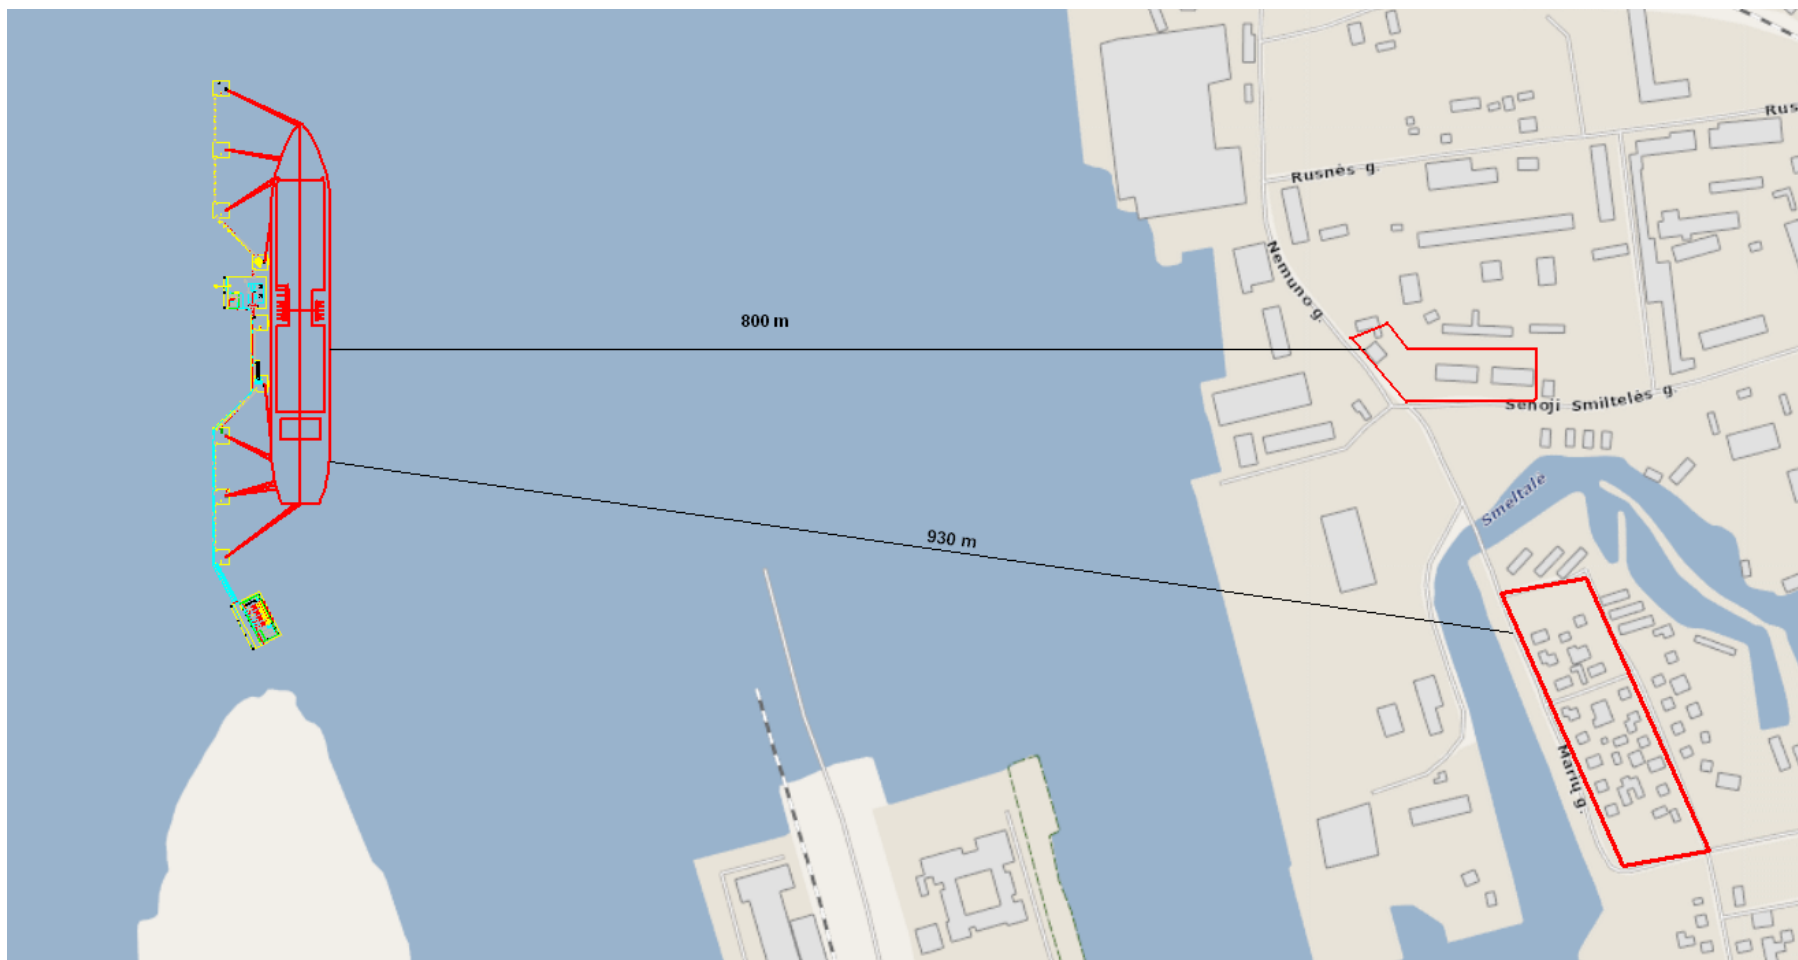 Rus
Rusnės g.
Nemuno g.
800 m
Senoji Smiltelės g.
Smeltalė
930 m
Marių g.